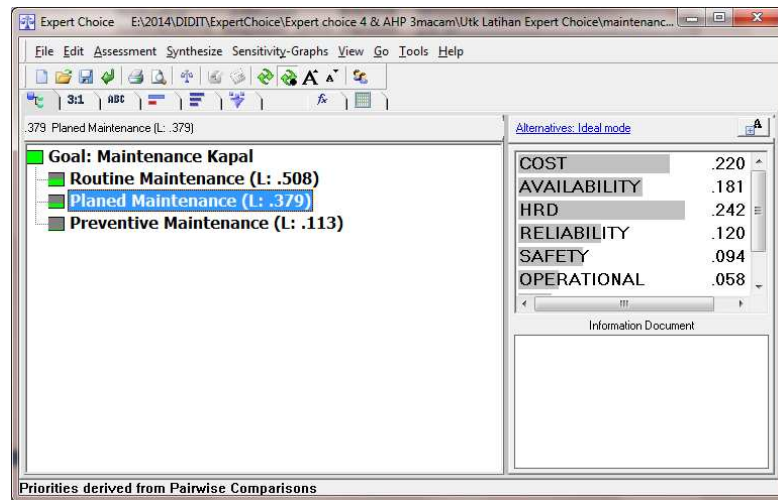 Expert Choice E:\2014\DIDIT\ExpertChoice\Expert choice 4 & AHP 3macam\Utk Latihan Expert Choice\maintenanc...
File Edit Assessment Synthesize Sensitivity-Graphs View Go Tools Help
A A
3:1 ABC fx
.379 Planed Maintenance (L: .379)
Goal: Maintenance Kapal
Routine Maintenance (L: .508)
Planed Maintenance (L: .379)
Preventive Maintenance (L: .113)
Alternatives: Ideal mode
A
COST .220
AVAILABILITY .181
HRD .242
RELIABILITY .120
SAFETY .094
OPERATIONAL .058
Information Document
Priorities derived from Pairwise Comparisons